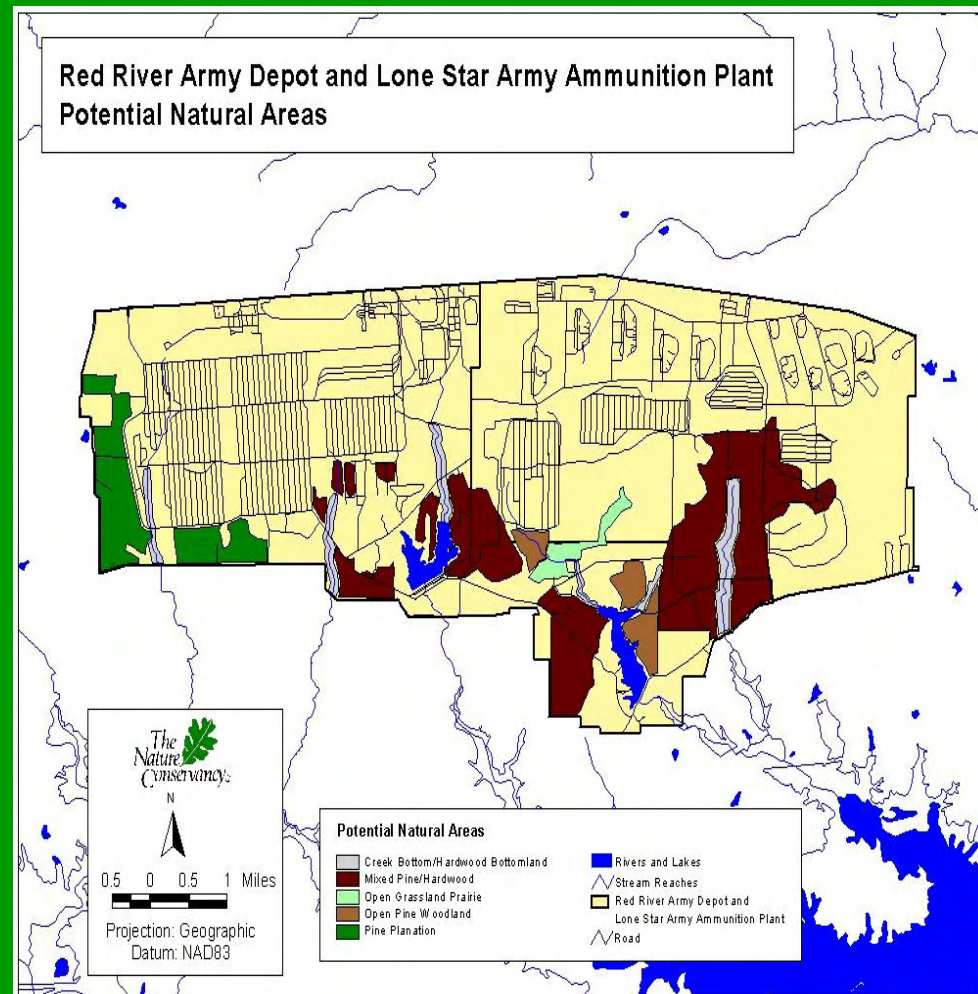 Red River Army Depot and Lone Star Army Ammunition Plant
Potential Natural Areas
The
Nature
Conservancy
N
0.5 0 0.5 1 Miles
Projection: Geographic
Datum: NAD83
Potential Natural Areas
Creek Bottom/Hardwood Bottomland
Mixed Pine/Hardwood
Open Grassland Prairie
Open Pine Woodland
Pine Planation
Rivers and Lakes
Stream Reaches
Red River Army Depot and
Lone Star Army Ammunition Plant
Road